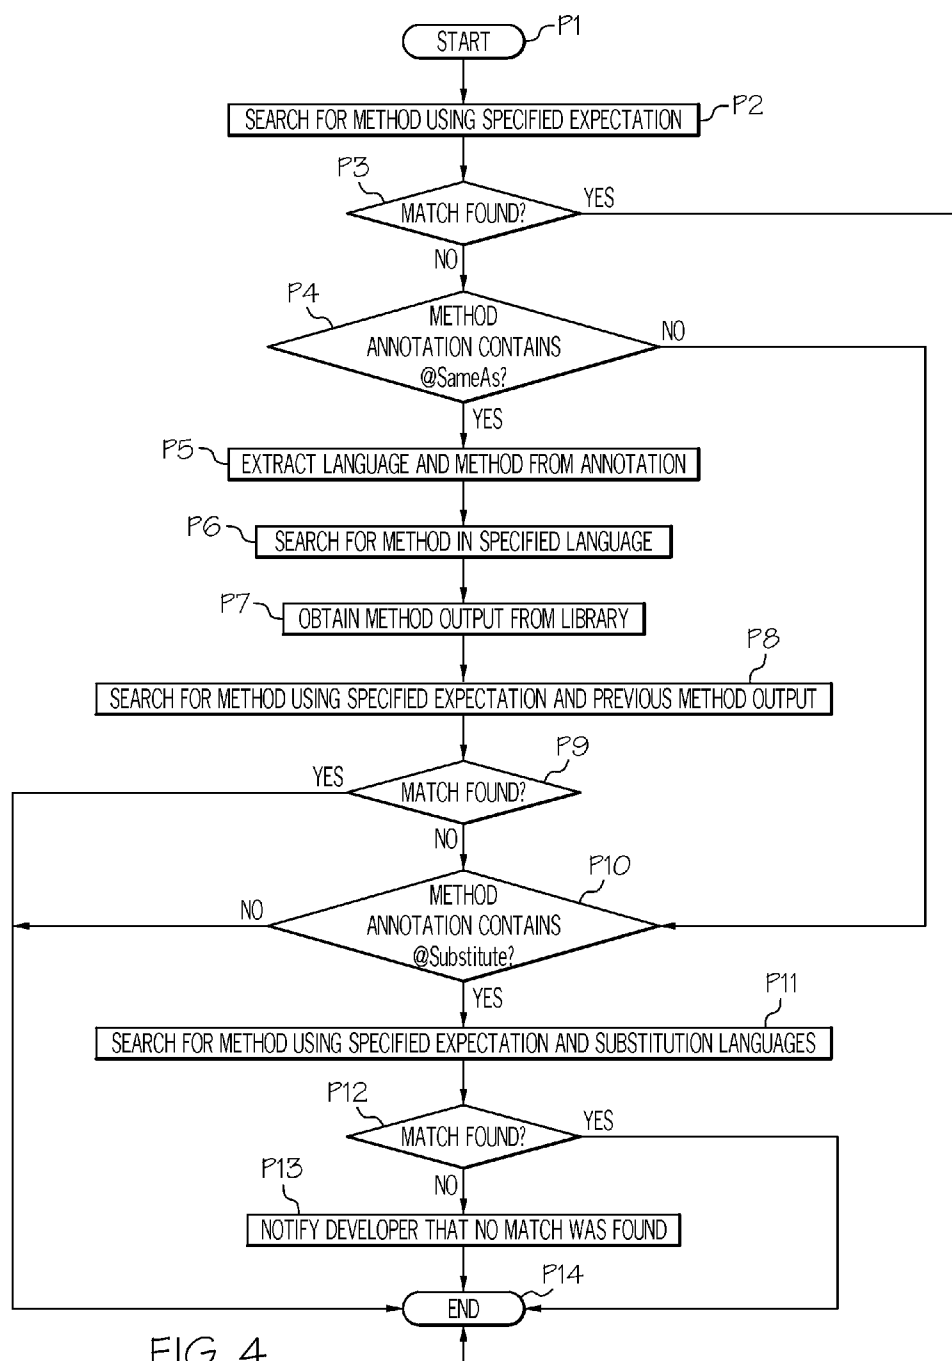 START
P1
SEARCH FOR METHOD USING SPECIFIED EXPECTATION
P2
P3
MATCH FOUND?
YES
NO
P4
METHOD
ANNOTATION CONTAINS
@SameAs?
NO
YES
P5
EXTRACT LANGUAGE AND METHOD FROM ANNOTATION
P6
SEARCH FOR METHOD IN SPECIFIED LANGUAGE
P7
OBTAIN METHOD OUTPUT FROM LIBRARY
P8
SEARCH FOR METHOD USING SPECIFIED EXPECTATION AND PREVIOUS METHOD OUTPUT
P9
YES
MATCH FOUND?
NO
P10
NO
METHOD
ANNOTATION CONTAINS
@Substitute?
YES
P11
SEARCH FOR METHOD USING SPECIFIED EXPECTATION AND SUBSTITUTION LANGUAGES
P12
MATCH FOUND?
YES
NO
P13
NOTIFY DEVELOPER THAT NO MATCH WAS FOUND
P14
END
FIG. 4